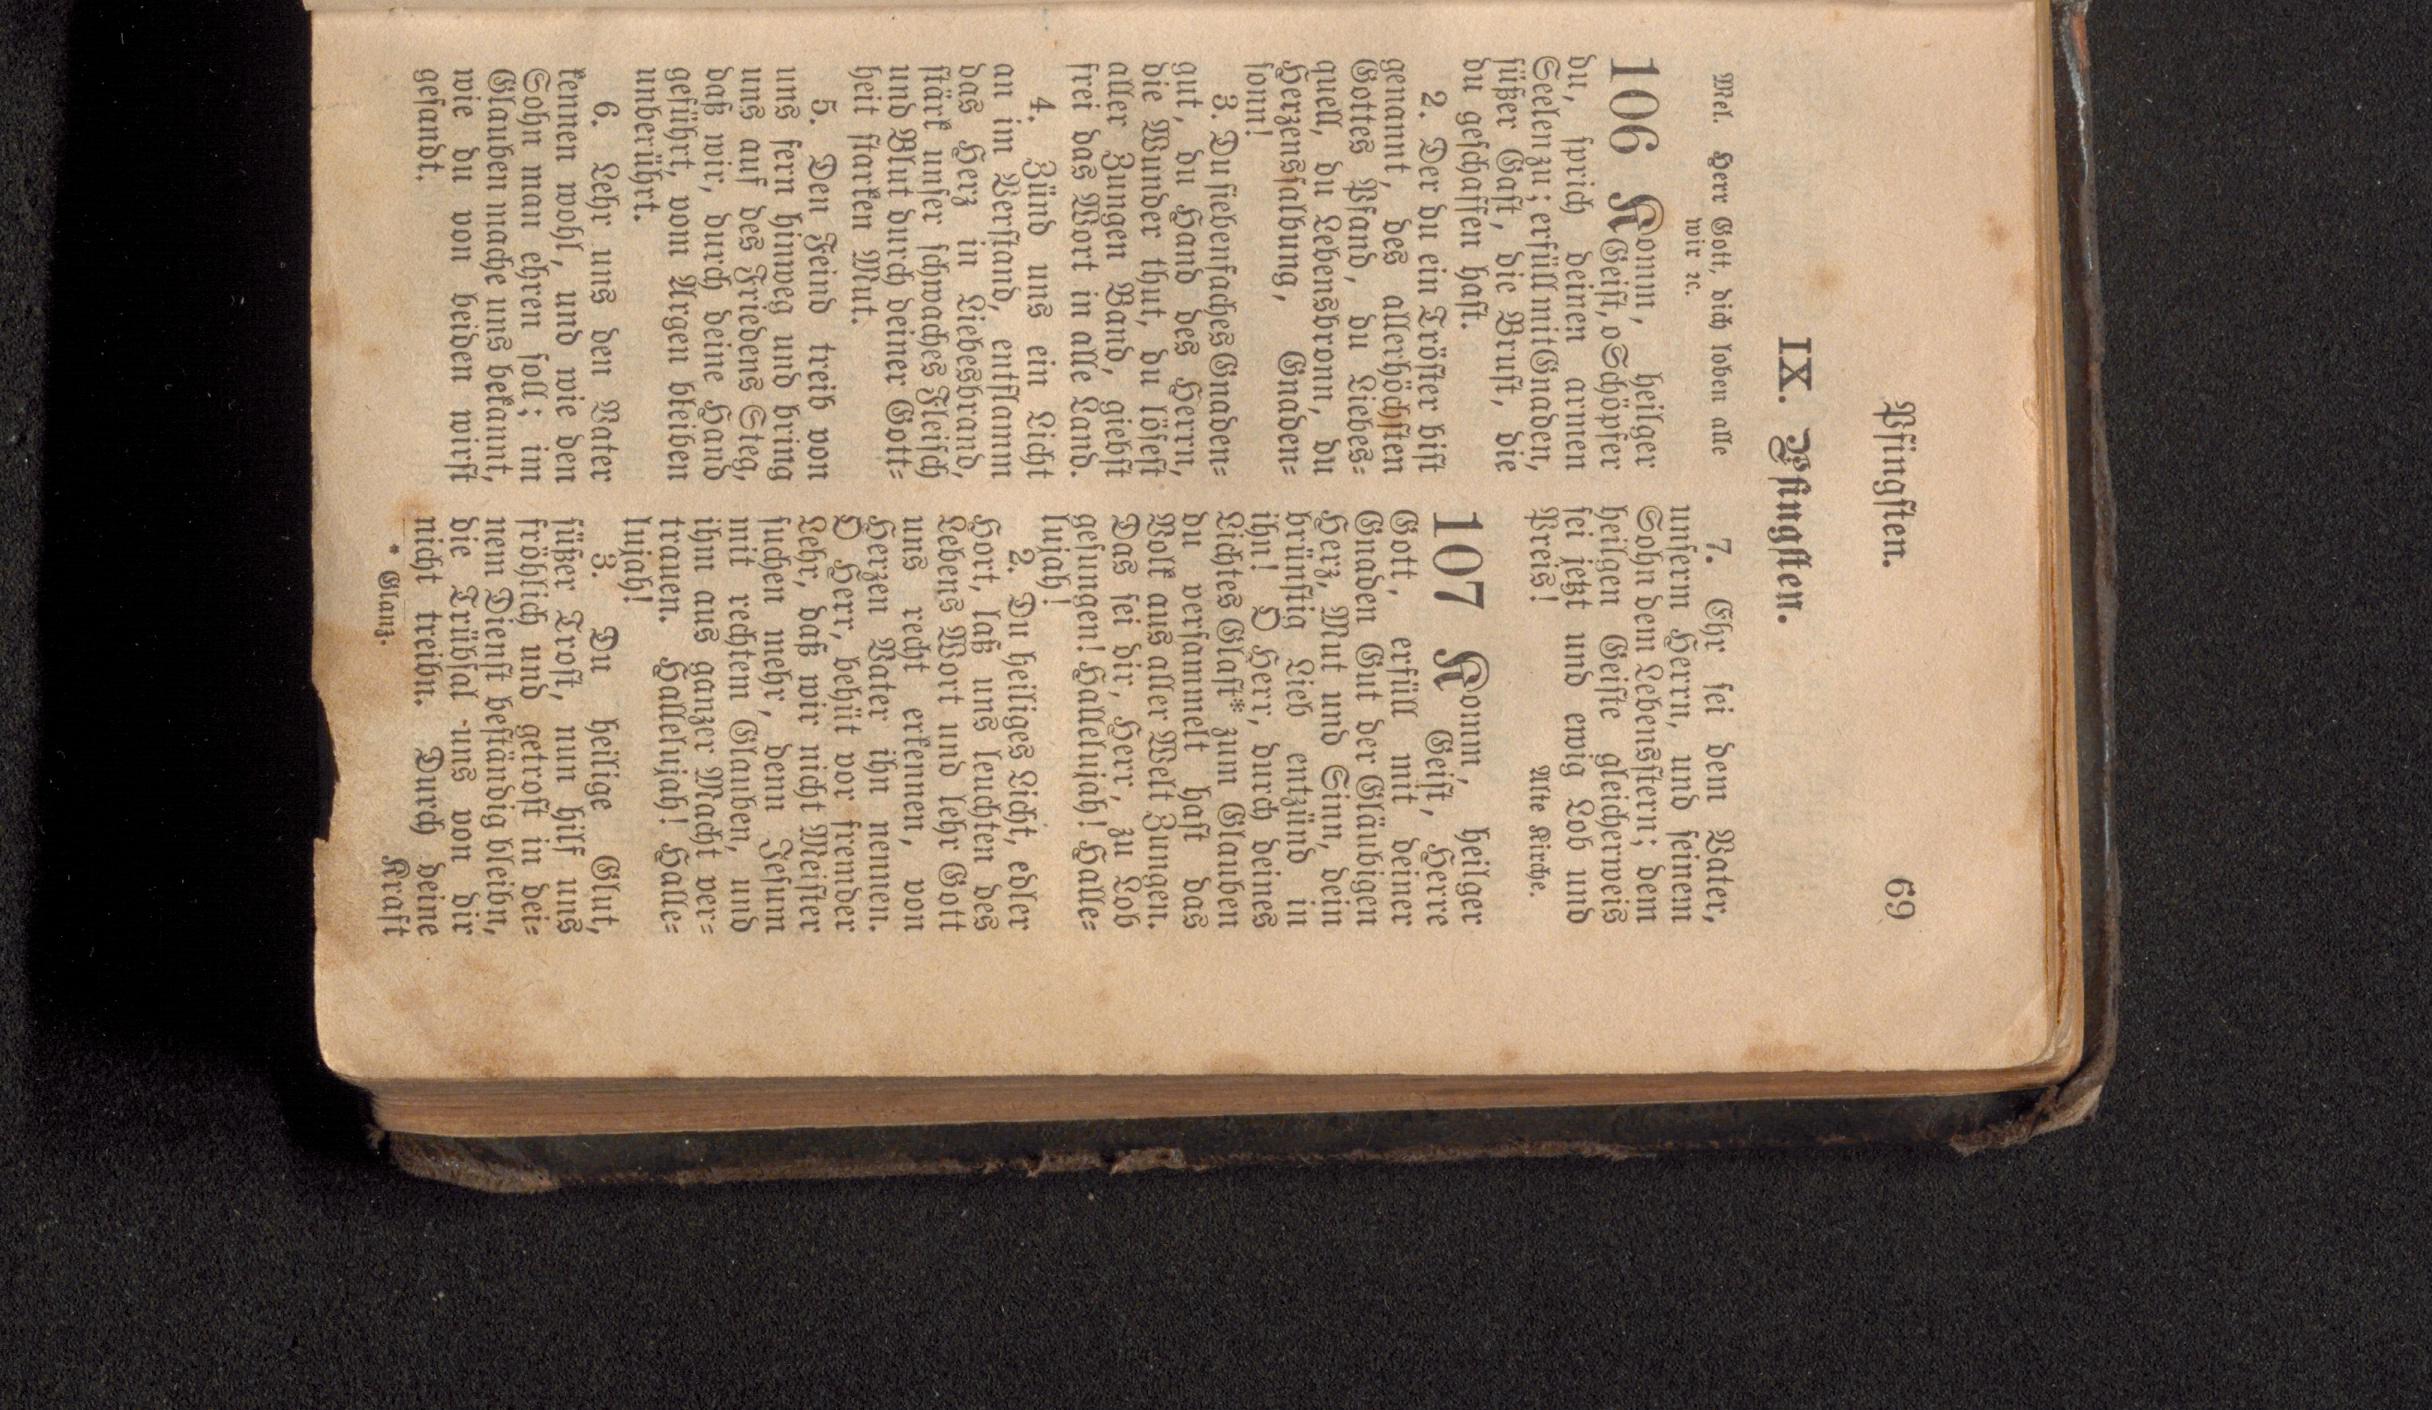 Pfingsten. 69
IX. Pfingsten.
Mel. Herr Gott, dich loben alle
wir ꝛc.
106 Komm, heilger
Geist, o Schöpfer
du, sprich deinen armen
Seelen zu; erfüll mit Gnaden,
süßer Gast, die Brust, die
du geschaffen hast.
2. Der du ein Tröster bist
genannt, des allerhöchsten
Gottes Pfand, du Liebes=
quell, du Lebensbronn, du
Herzenssalbung, Gnaden=
sonn!
3. Du siebenfaches Gnaden=
gut, du Hand des Herrn,
die Wunder thut, du lösest
aller Zungen Band, giebst
frei das Wort in alle Land.
4. Zünd uns ein Licht
an im Verstand, entflamm
das Herz in Liebesbrand,
stärk unser schwaches Fleisch
und Blut durch deiner Gott=
heit starken Mut.
5. Den Feind treib von
uns fern hinweg und bring
uns auf des Friedens Steg,
daß wir, durch deine Hand
geführt, vom Argen bleiben
unberührt.
6. Lehr uns den Vater
kennen wohl, und wie den
Sohn man ehren soll; im
Glauben mache uns bekannt,
wie du von beiden wirst
gesandt.
7. Ehr sei dem Vater,
unserm Herrn, und seinem
Sohn dem Lebensstern; dem
heilgen Geiste gleicherweis
sei jetzt und ewig Lob und
Preis!
Alte Kirche.
107 Komm, heilger
Geist, Herre
Gott, erfüll mit deiner
Gnaden Gut der Gläubigen
Herz, Mut und Sinn, dein
brünstig Lieb entzünd in
ihn! O Herr, durch deines
Lichtes Glast* zum Glauben
du versammelt hast das
Volk aus aller Welt Zungen.
Das sei dir, Herr, zu Lob
gesungen! Hallelujah! Halle=
lujah!
2. Du heiliges Licht, edler
Hort, laß uns leuchten des
Lebens Wort und lehr Gott
uns recht erkennen, von
Herzen Vater ihn nennen.
O Herr, behüt vor fremder
Lehr, daß wir nicht Meister
suchen mehr, denn Jesum
mit rechtem Glauben, und
ihm aus ganzer Macht ver=
trauen. Hallelujah! Halle=
lujah!
3. Du heilige Glut,
süßer Trost, nun hilf uns
fröhlich und getrost in dei=
nem Dienst beständig bleibn,
die Trübsal uns von dir
nicht treibn. Durch deine
Kraft
* Glanz.